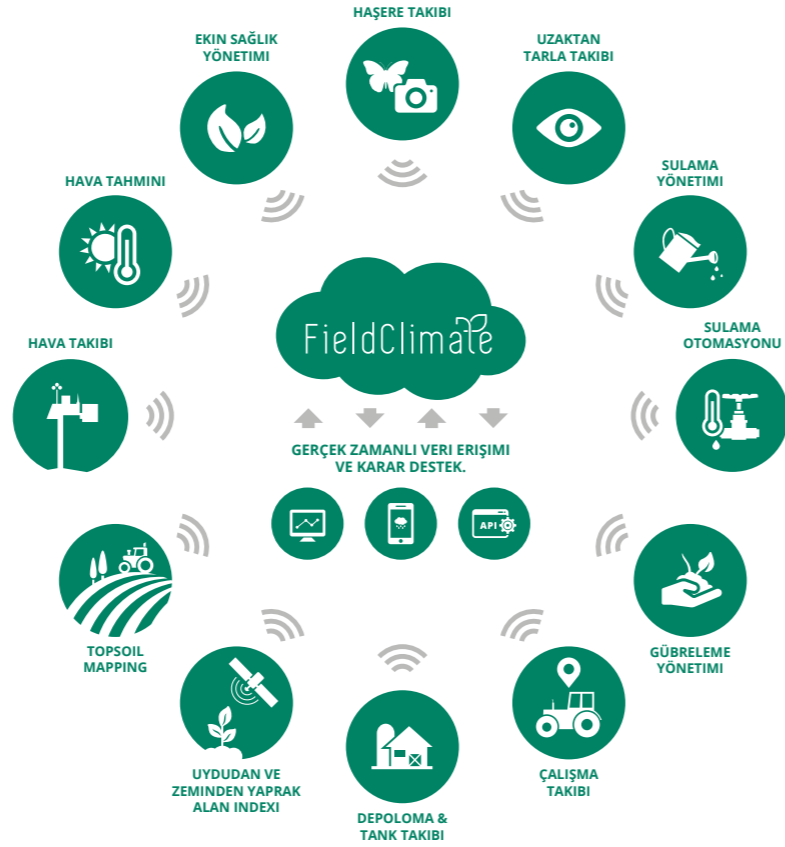 HAŞERE TAKIBI
EKIN SAĞLIK
YÖNETIMI
UZAKTAN
TARLA TAKIBI
HAVA TAHMINI
SULAMA
YÖNETIMI
FieldClimate
HAVA TAKIBI
SULAMA
OTOMASYONU
GERÇEK ZAMANLI VERI ERIŞIMI
VE KARAR DESTEK.
API
TOPSOIL
MAPPING
GÜBRELEME
YÖNETIMI
UYDUDAN VE
ZEMINDEN YAPRAK
ALAN INDEXI
ÇALIŞMA
TAKIBI
DEPOLOMA &
TANK TAKIBI